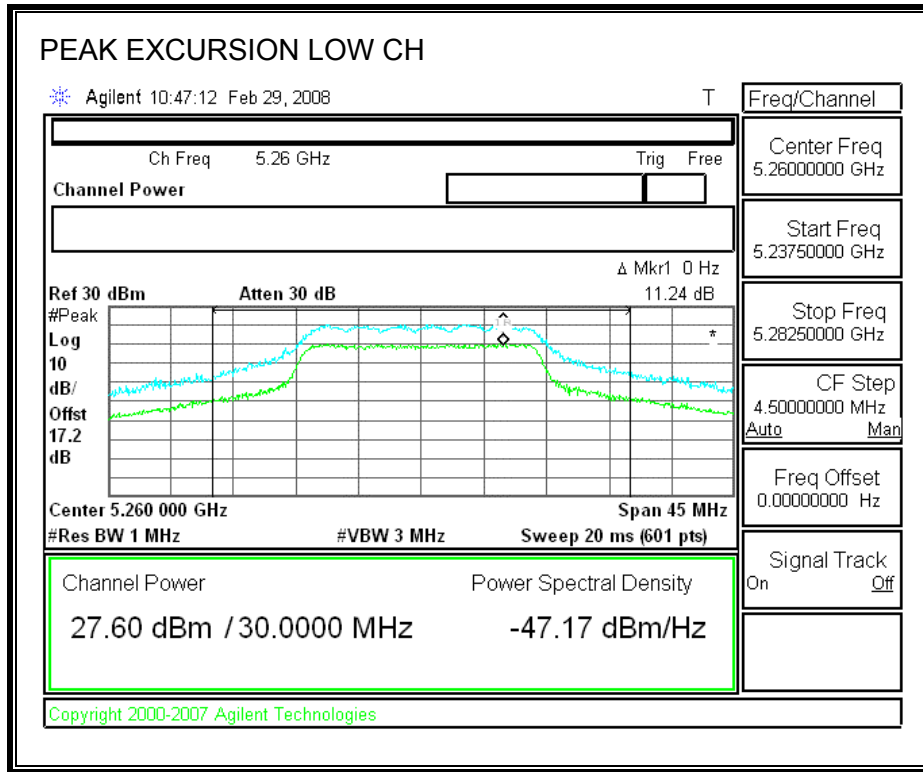 PEAK EXCURSION LOW CH
Agilent 10:47:12 Feb 29, 2008 T
Freq/Channel
Ch Freq 5.26 GHz Trig Free
Channel Power
Center Freq
5.26000000 GHz
Start Freq
5.23750000 GHz
Δ Mkr1 0 Hz
Ref 30 dBm Atten 30 dB 11.24 dB
#Peak
Log
10
dB/
Offst
17.2
dB
*
Stop Freq
5.28250000 GHz
CF Step
4.50000000 MHz
Auto Man
Freq Offset
0.00000000 Hz
Center 5.260 000 GHz Span 45 MHz
#Res BW 1 MHz #VBW 3 MHz Sweep 20 ms (601 pts)
Signal Track
On Off
Channel Power Power Spectral Density
27.60 dBm / 30.0000 MHz -47.17 dBm/Hz
Copyright 2000-2007 Agilent Technologies